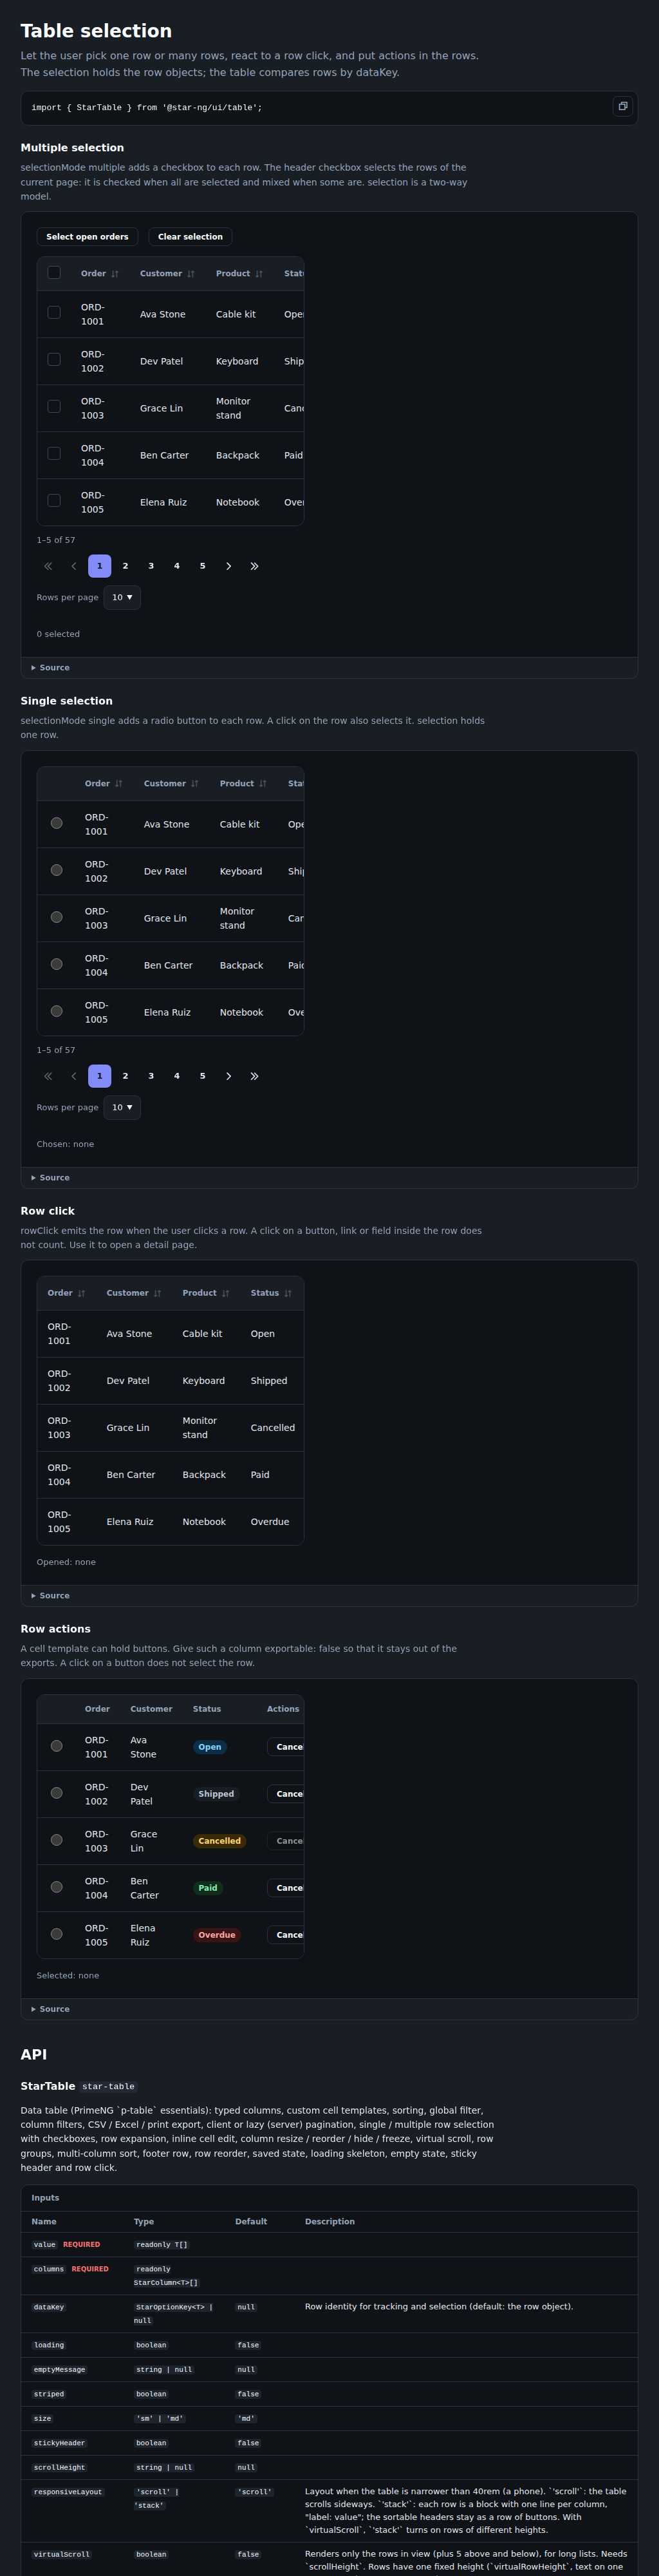 Table selection
Let the user pick one row or many rows, react to a row click, and put actions in the rows.
The selection holds the row objects; the table compares rows by dataKey.
import { StarTable } from '@star-ng/ui/table';
Multiple selection
selectionMode multiple adds a checkbox to each row. The header checkbox selects the rows of the
current page: it is checked when all are selected and mixed when some are. selection is a two-way
model.
Select open orders Clear selection
Order Customer Product Statu
ORD-
1001 Ava Stone Cable kit Open
ORD-
1002 Dev Patel Keyboard Ship
ORD-
1003 Grace Lin Monitor
stand Canc
ORD-
1004 Ben Carter Backpack Paid
ORD-
1005 Elena Ruiz Notebook Over
1–5 of 57
1 2 3 4 5
Rows per page 10
0 selected
Source
Single selection
selectionMode single adds a radio button to each row. A click on the row also selects it. selection holds
one row.
Order Customer Product Stat
ORD-
1001 Ava Stone Cable kit Ope
ORD-
1002 Dev Patel Keyboard Ship
ORD-
1003 Grace Lin Monitor
stand Can
ORD-
1004 Ben Carter Backpack Paid
ORD-
1005 Elena Ruiz Notebook Ove
1–5 of 57
1 2 3 4 5
Rows per page 10
Chosen: none
Source
Row click
rowClick emits the row when the user clicks a row. A click on a button, link or field inside the row does
not count. Use it to open a detail page.
Order Customer Product Status
ORD-
1001 Ava Stone Cable kit Open
ORD-
1002 Dev Patel Keyboard Shipped
ORD-
1003 Grace Lin Monitor
stand Cancelled
ORD-
1004 Ben Carter Backpack Paid
ORD-
1005 Elena Ruiz Notebook Overdue
Opened: none
Source
Row actions
A cell template can hold buttons. Give such a column exportable: false so that it stays out of the
exports. A click on a button does not select the row.
Order Customer Status Actions
ORD-
1001 Ava
Stone Open Cancel
ORD-
1002 Dev
Patel Shipped Cancel
ORD-
1003 Grace
Lin Cancelled Cancel
ORD-
1004 Ben
Carter Paid Cancel
ORD-
1005 Elena
Ruiz Overdue Cancel
Selected: none
Source
API
StarTable star-table
Data table (PrimeNG `p-table` essentials): typed columns, custom cell templates, sorting, global filter,
column filters, CSV / Excel / print export, client or lazy (server) pagination, single / multiple row selection
with checkboxes, row expansion, inline cell edit, column resize / reorder / hide / freeze, virtual scroll, row
groups, multi-column sort, footer row, row reorder, saved state, loading skeleton, empty state, sticky
header and row click.
Inputs
Name Type Default Description
value REQUIRED readonly T[]
columns REQUIRED readonly
StarColumn<T>[]
dataKey StarOptionKey<T> |
null null Row identity for tracking and selection (default: the row object).
loading boolean false
emptyMessage string | null null
striped boolean false
size 'sm' | 'md' 'md'
stickyHeader boolean false
scrollHeight string | null null
responsiveLayout 'scroll' |
'stack' 'scroll' Layout when the table is narrower than 40rem (a phone). `'scroll'`: the table
scrolls sideways. `'stack'`: each row is a block with one line per column,
"label: value"; the sortable headers stay as a row of buttons. With
`virtualScroll`, `'stack'` turns on rows of different heights.
virtualScroll boolean false Renders only the rows in view (plus 5 above and below), for long lists. Needs
`scrollHeight`. Rows have one fixed height (`virtualRowHeight`, text on one